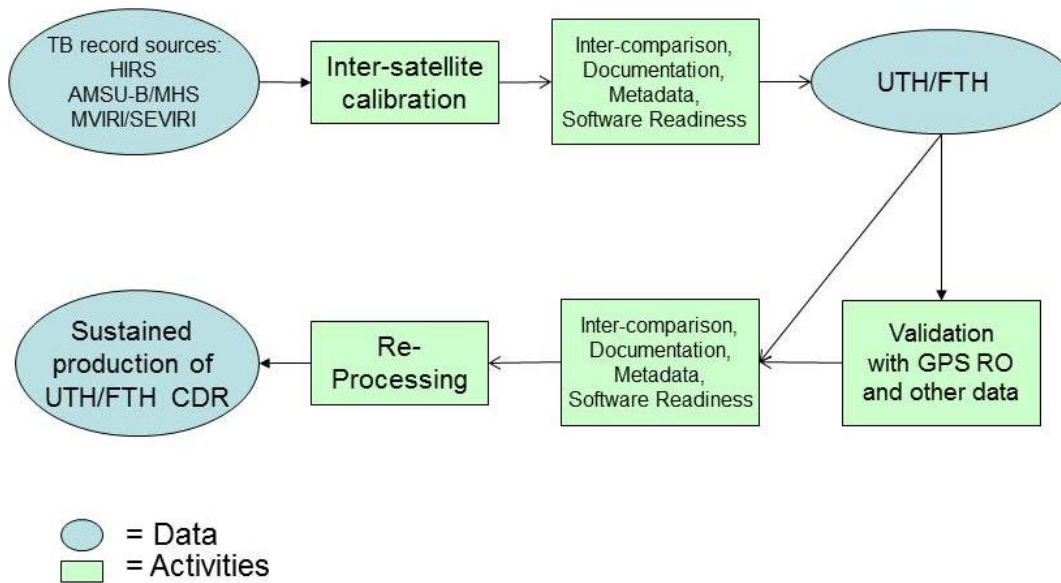 TB record sources:
HIRS
AMSU-B/MHS
MVIRI/SEVIRI
Inter-satellite
calibration
Inter-comparison,
Documentation,
Metadata,
Software Readiness
UTH/FTH
Validation
with GPS RO
and other data
Inter-comparison,
Documentation,
Metadata,
Software Readiness
Re-
Processing
Sustained
production of
UTH/FTH CDR
= Data
= Activities